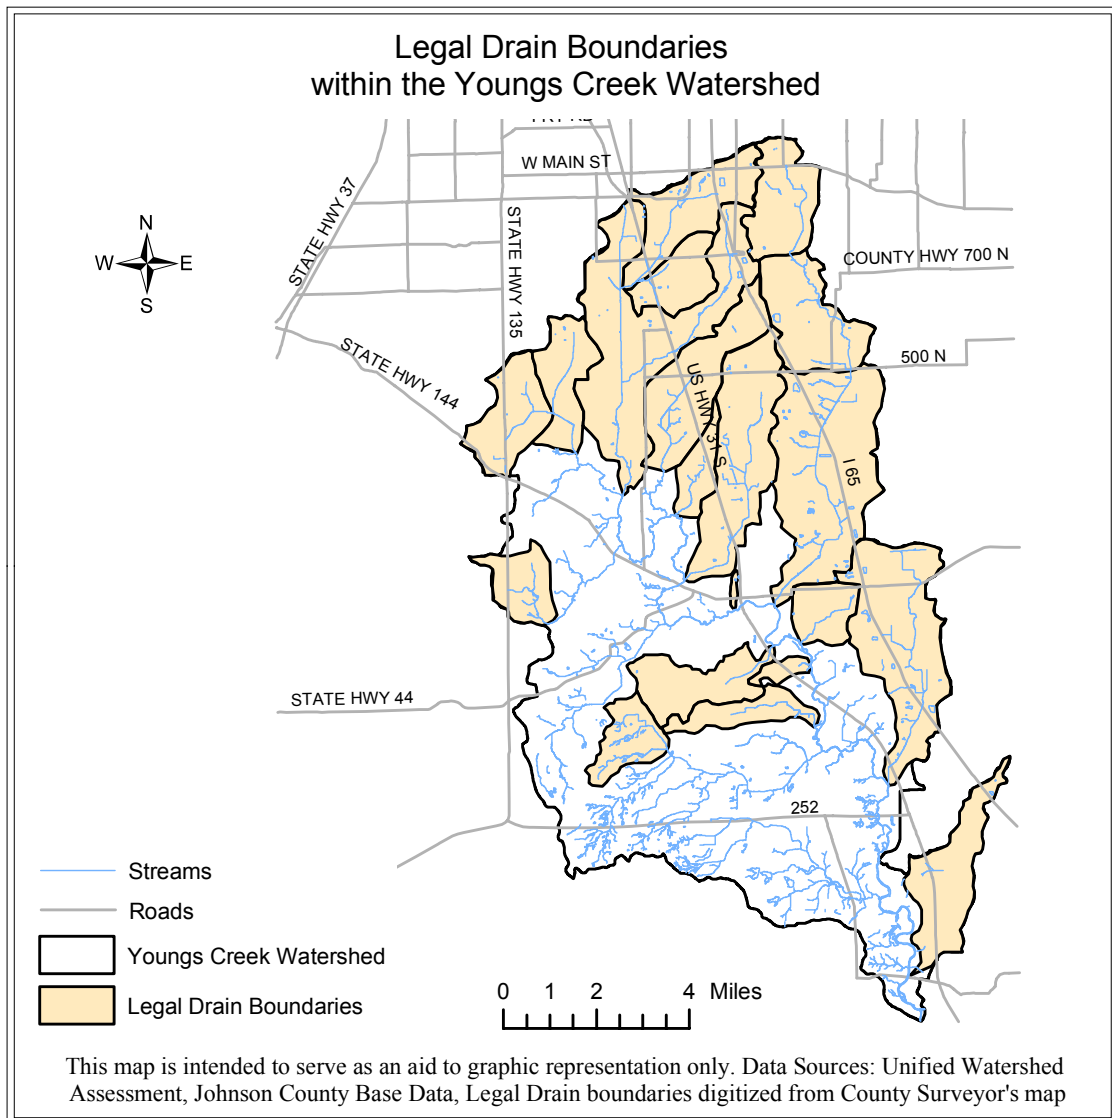 Legal Drain Boundaries
within the Youngs Creek Watershed
W MAIN ST
N
W E
S
STATE HWY 37
STATE HWY 135
COUNTY HWY 700 N
STATE HWY 144
500 N
US HWY 31 S
I 65
STATE HWY 44
252
Streams
Roads
Youngs Creek Watershed
Legal Drain Boundaries
0 1 2 4 Miles
This map is intended to serve as an aid to graphic representation only. Data Sources: Unified Watershed
Assessment, Johnson County Base Data, Legal Drain boundaries digitized from County Surveyor's map